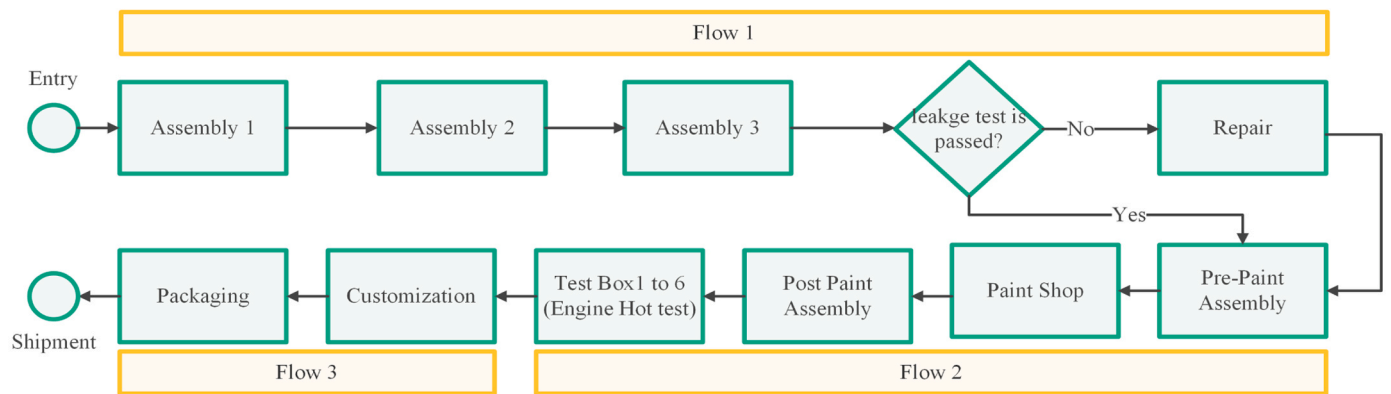 Flow 1
Entry
Assembly 1
Assembly 2
Assembly 3
leakge test is
passed?
No
Repair
Yes
Packaging
Customization
Test Box1 to 6
(Engine Hot test)
Post Paint
Assembly
Paint Shop
Pre-Paint
Assembly
Shipment
Flow 3
Flow 2